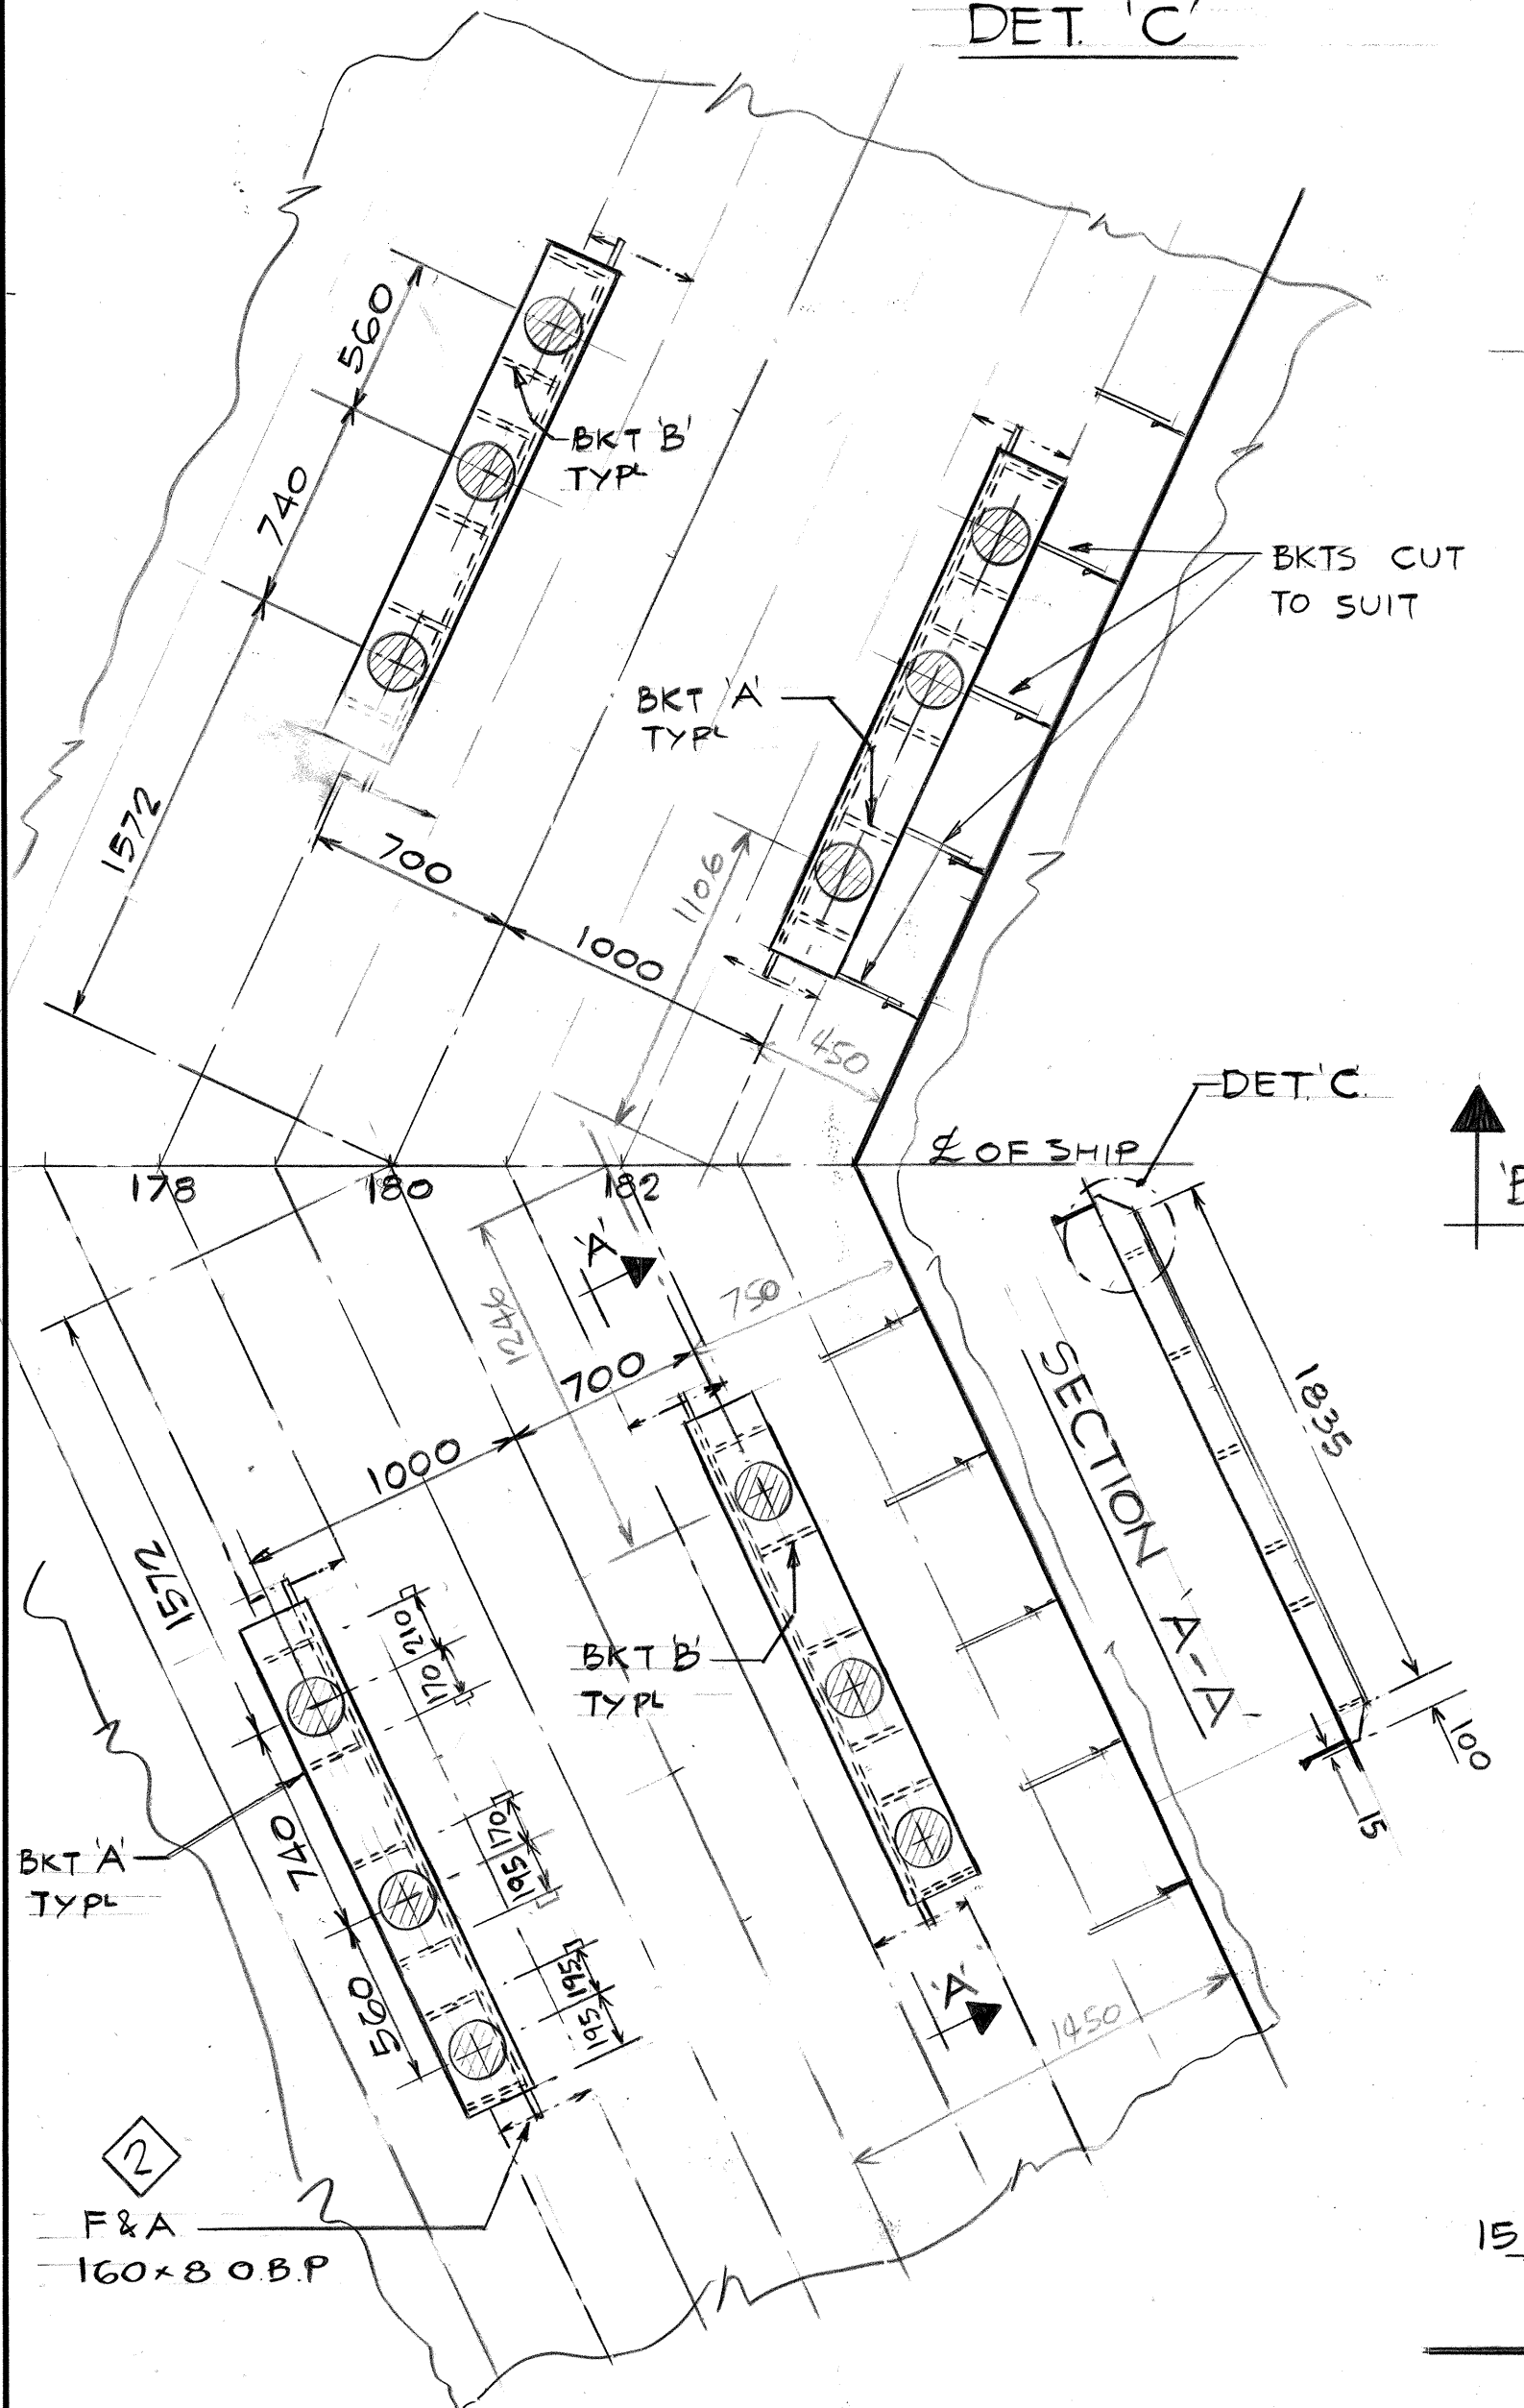 DET. 'C'
560
740
1572
BKT 'B'
TYPL
BKTS CUT
TO SUIT
BKT 'A'
TYPL
700
1000
1106
450
DET. 'C'
℄ OF SHIP
178
180
182
'A'
750
1246
700
1000
1572
SECTION 'A-A'
1835
100
15
210
170
170
195
195
195
BKT 'B'
TYPL
BKT 'A'
TYPL
740
560
'A'
1450
2
F & A
160 × 8 O.B.P
15